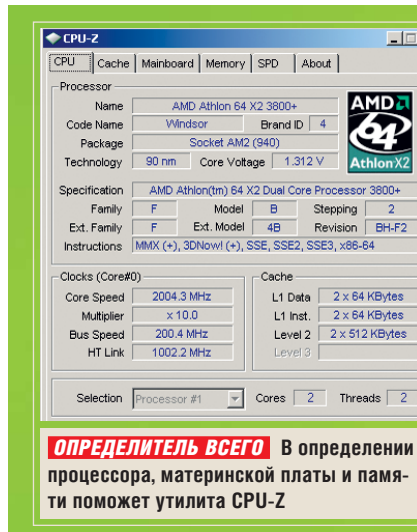 CPU-Z
CPU Cache Mainboard Memory SPD About
Processor
Name AMD Athlon 64 X2 3800+
Code Name Windsor Brand ID 4
Package Socket AM2 (940)
Technology 90 nm Core Voltage 1.312 V
AMD
64
Athlon X2
Specification AMD Athlon(tm) 64 X2 Dual Core Processor 3800+
Family F Model B Stepping 2
Ext. Family F Ext. Model 4B Revision BH-F2
Instructions MMX (+), 3DNow! (+), SSE, SSE2, SSE3, x86-64
Clocks (Core#0)
Core Speed 2004.3 MHz
Multiplier x 10.0
Bus Speed 200.4 MHz
HT Link 1002.2 MHz
Cache
L1 Data 2 x 64 KBytes
L1 Inst. 2 x 64 KBytes
Level 2 2 x 512 KBytes
Level 3
Selection Processor #1 Cores 2 Threads 2
ОПРЕДЕЛИТЕЛЬ ВСЕГО В определении
процессора, материнской платы и памя-
ти поможет утилита CPU-Z